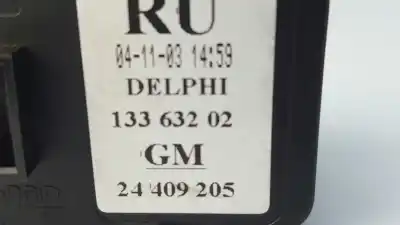 RU
04-11-03 14:59
DELPHI
133 632 02
GM
24 409 205